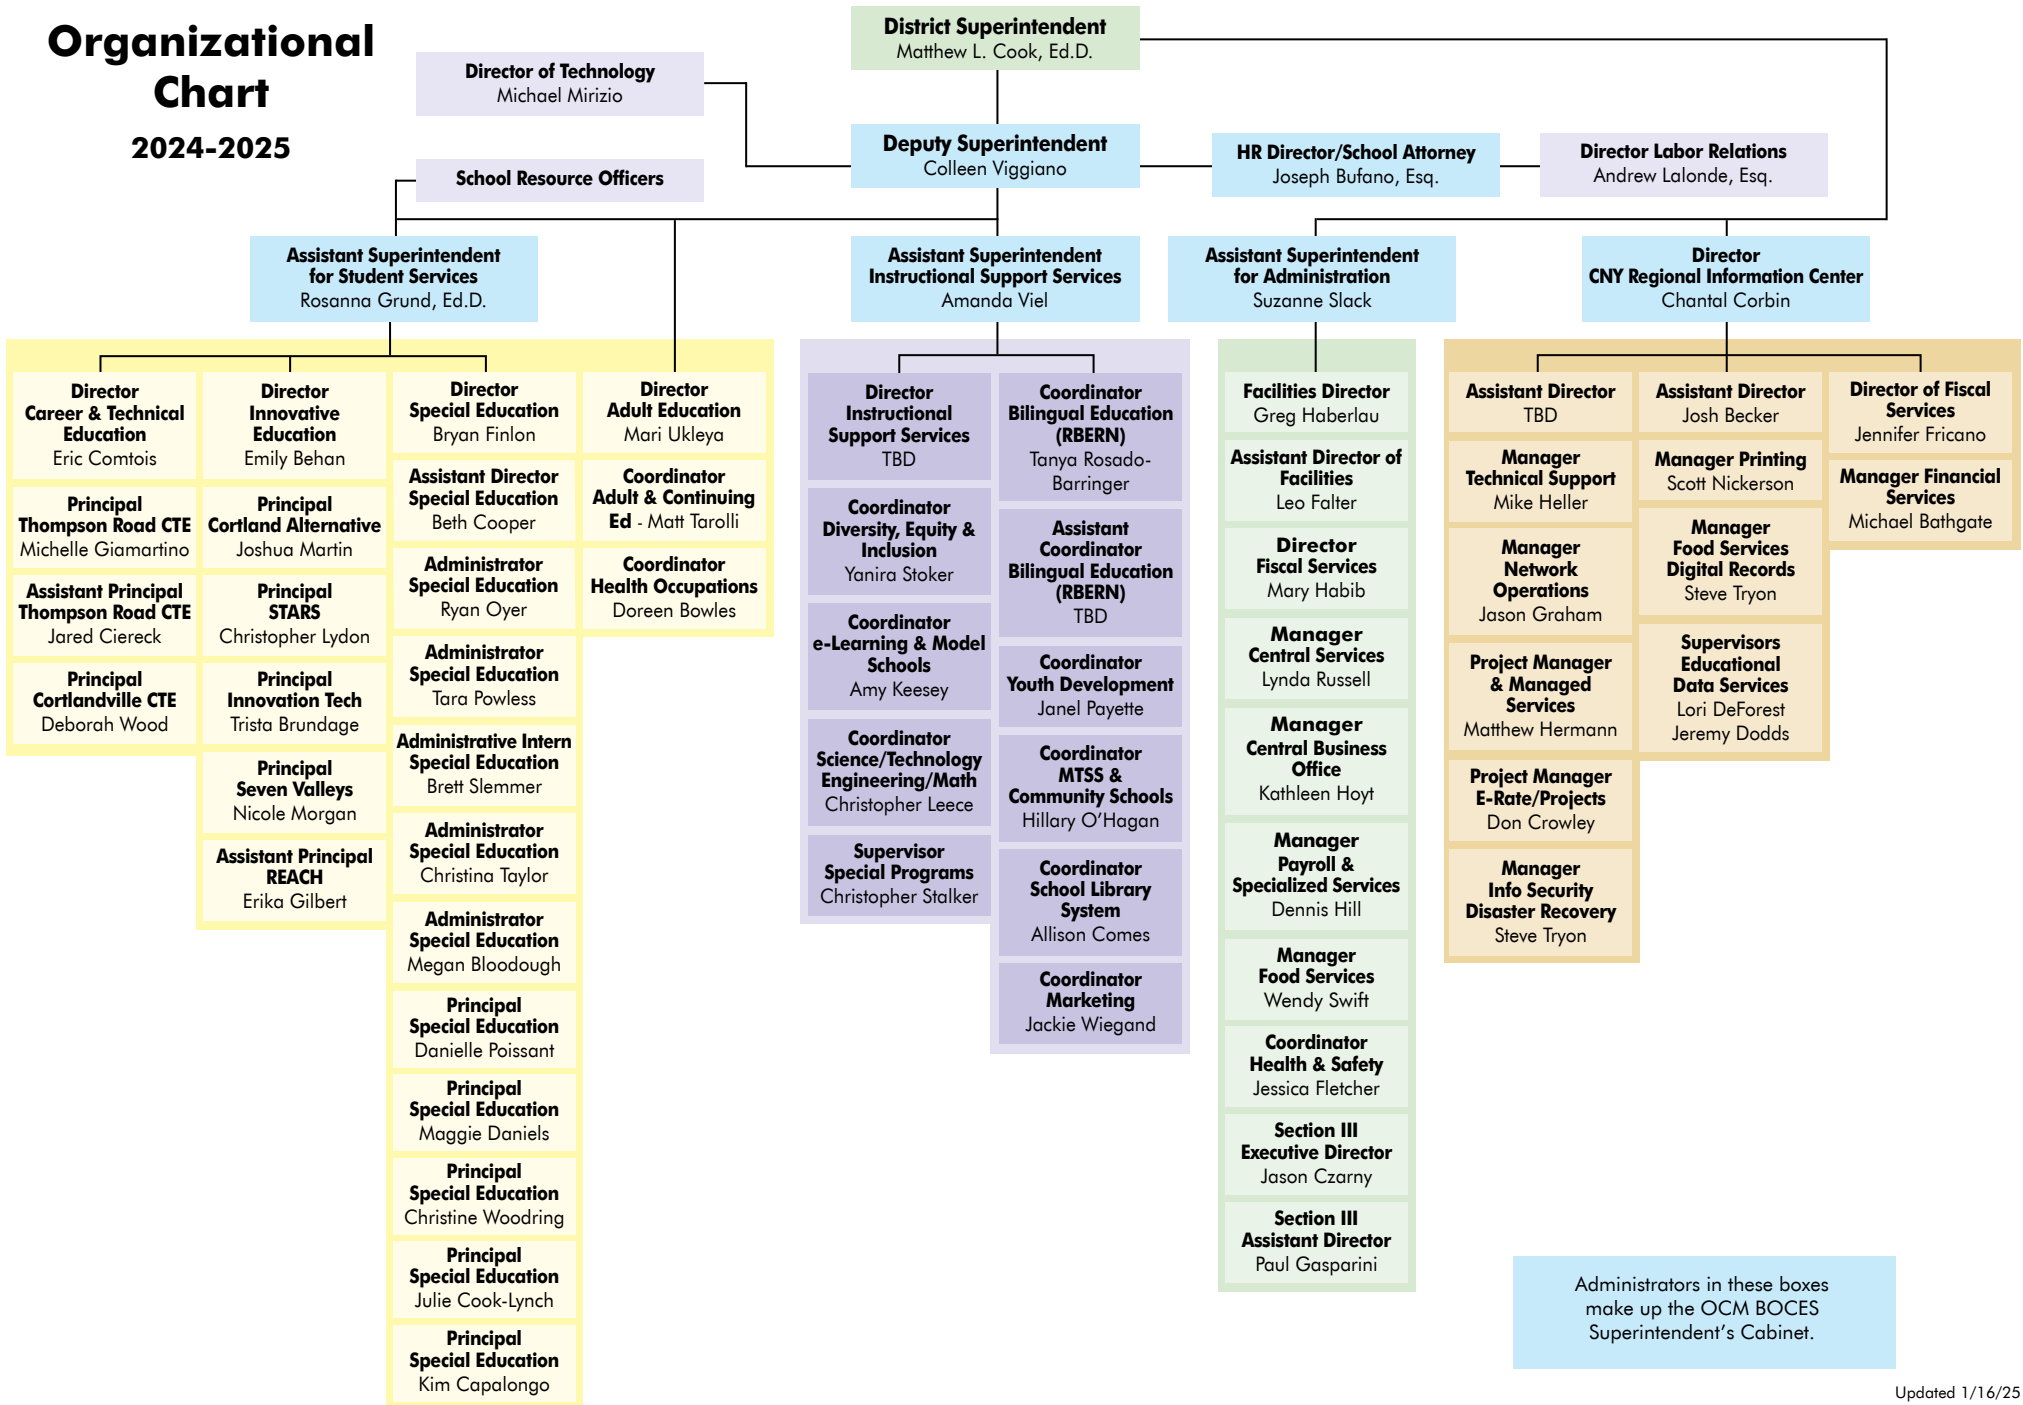 Organizational
Chart
2024-2025
District Superintendent
Matthew L. Cook, Ed.D.
Director of Technology
Michael Mirizio
Deputy Superintendent
Colleen Viggiano
HR Director/School Attorney
Joseph Bufano, Esq.
Director Labor Relations
Andrew Lalonde, Esq.
School Resource Officers
Assistant Superintendent
for Student Services
Rosanna Grund, Ed.D.
Assistant Superintendent
Instructional Support Services
Amanda Viel
Assistant Superintendent
for Administration
Suzanne Slack
Director
CNY Regional Information Center
Chantal Corbin
Director
Career & Technical
Education
Eric Comtois
Principal
Thompson Road CTE
Michelle Giamartino
Assistant Principal
Thompson Road CTE
Jared Ciereck
Principal
Cortlandville CTE
Deborah Wood
Director
Innovative
Education
Emily Behan
Principal
Cortland Alternative
Joshua Martin
Principal
STARS
Christopher Lydon
Principal
Innovation Tech
Trista Brundage
Principal
Seven Valleys
Nicole Morgan
Assistant Principal
REACH
Erika Gilbert
Director
Special Education
Bryan Finlon
Assistant Director
Special Education
Beth Cooper
Administrator
Special Education
Ryan Oyer
Administrator
Special Education
Tara Powless
Administrative Intern
Special Education
Brett Slemmer
Administrator
Special Education
Christina Taylor
Administrator
Special Education
Megan Bloodough
Principal
Special Education
Danielle Poissant
Principal
Special Education
Maggie Daniels
Principal
Special Education
Christine Woodring
Principal
Special Education
Julie Cook-Lynch
Principal
Special Education
Kim Capalongo
Director
Adult Education
Mari Ukleya
Coordinator
Adult & Continuing
Ed - Matt Tarolli
Coordinator
Health Occupations
Doreen Bowles
Director
Instructional
Support Services
TBD
Coordinator
Diversity, Equity &
Inclusion
Yanira Stoker
Coordinator
e-Learning & Model
Schools
Amy Keesey
Coordinator
Science/Technology
Engineering/Math
Christopher Leece
Supervisor
Special Programs
Christopher Stalker
Coordinator
Bilingual Education
(RBERN)
Tanya Rosado-
Barringer
Assistant
Coordinator
Bilingual Education
(RBERN)
TBD
Coordinator
Youth Development
Janel Payette
Coordinator
MTSS &
Community Schools
Hillary O'Hagan
Coordinator
School Library
System
Allison Comes
Coordinator
Marketing
Jackie Wiegand
Facilities Director
Greg Haberlau
Assistant Director of
Facilities
Leo Falter
Director
Fiscal Services
Mary Habib
Manager
Central Services
Lynda Russell
Manager
Central Business
Office
Kathleen Hoyt
Manager
Payroll &
Specialized Services
Dennis Hill
Manager
Food Services
Wendy Swift
Coordinator
Health & Safety
Jessica Fletcher
Section III
Executive Director
Jason Czarny
Section III
Assistant Director
Paul Gasparini
Assistant Director
TBD
Manager
Technical Support
Mike Heller
Manager
Network
Operations
Jason Graham
Project Manager
& Managed
Services
Matthew Hermann
Project Manager
E-Rate/Projects
Don Crowley
Manager
Info Security
Disaster Recovery
Steve Tryon
Assistant Director
Josh Becker
Manager Printing
Scott Nickerson
Manager
Food Services
Digital Records
Steve Tryon
Supervisors
Educational
Data Services
Lori DeForest
Jeremy Dodds
Director of Fiscal
Services
Jennifer Fricano
Manager Financial
Services
Michael Bathgate
Administrators in these boxes
make up the OCM BOCES
Superintendent's Cabinet.
Updated 1/16/25